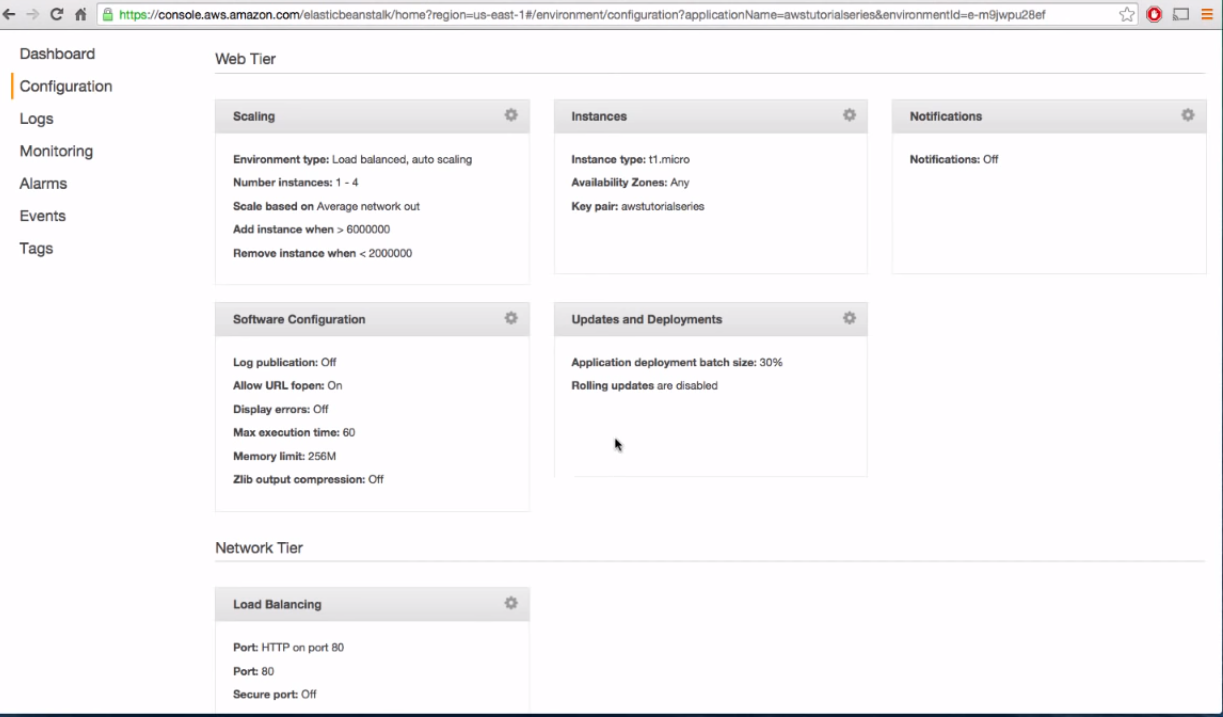 https://console.aws.amazon.com/elasticbeanstalk/home?region=us-east-1#/environment/configuration?applicationName=awstutorialseries&environmentId=e-m9jwpu28ef
Dashboard
Configuration
Logs
Monitoring
Alarms
Events
Tags
Web Tier
Scaling
Environment type: Load balanced, auto scaling
Number instances: 1 - 4
Scale based on Average network out
Add instance when > 6000000
Remove instance when < 2000000
Instances
Instance type: t1.micro
Availability Zones: Any
Key pair: awstutorialseries
Notifications
Notifications: Off
Software Configuration
Log publication: Off
Allow URL fopen: On
Display errors: Off
Max execution time: 60
Memory limit: 256M
Zlib output compression: Off
Updates and Deployments
Application deployment batch size: 30%
Rolling updates are disabled
Network Tier
Load Balancing
Port: HTTP on port 80
Port: 80
Secure port: Off